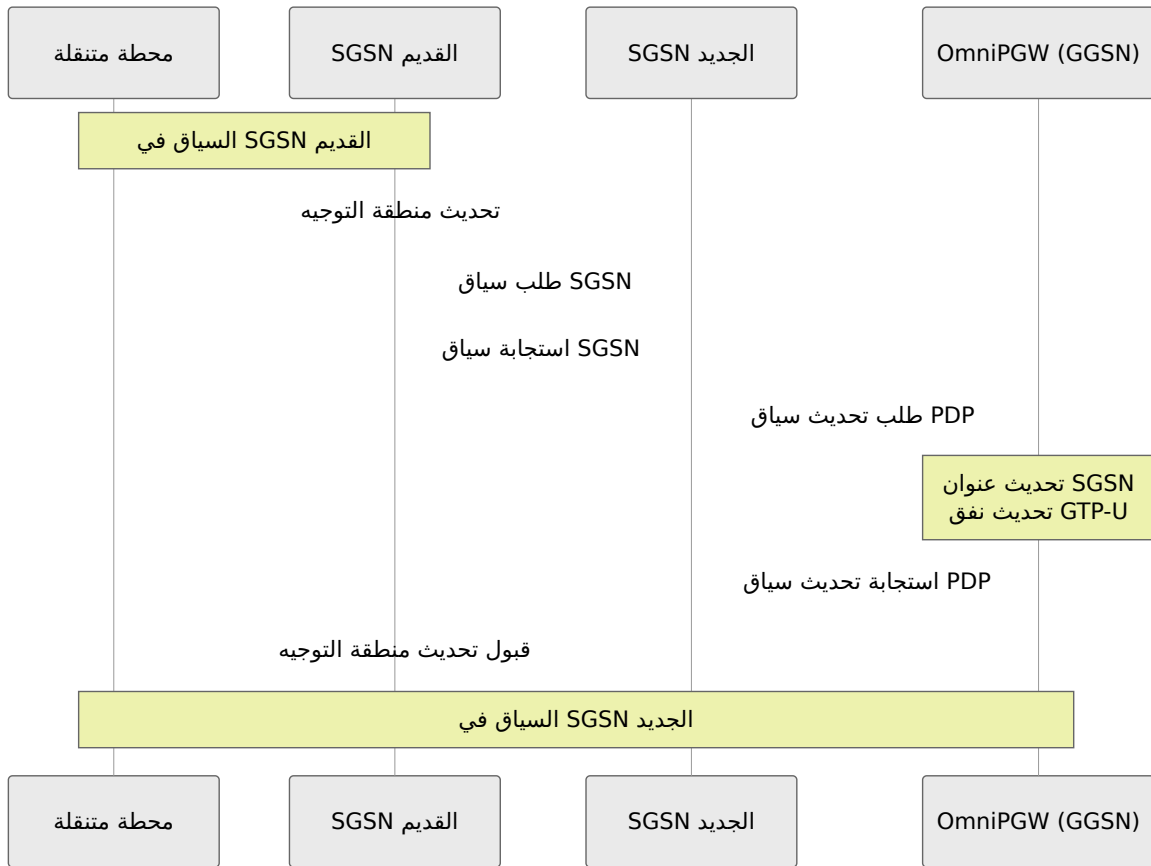 محطة متنقلة
SGSN القديم
SGSN الجديد
OmniPGW (GGSN)
السياق في SGSN القديم
تحديث منطقة التوجيه
طلب سياق SGSN
استجابة سياق SGSN
طلب تحديث سياق PDP
تحديث عنوان SGSN
تحديث نفق GTP-U
استجابة تحديث سياق PDP
قبول تحديث منطقة التوجيه
السياق في SGSN الجديد
محطة متنقلة
SGSN القديم
SGSN الجديد
OmniPGW (GGSN)